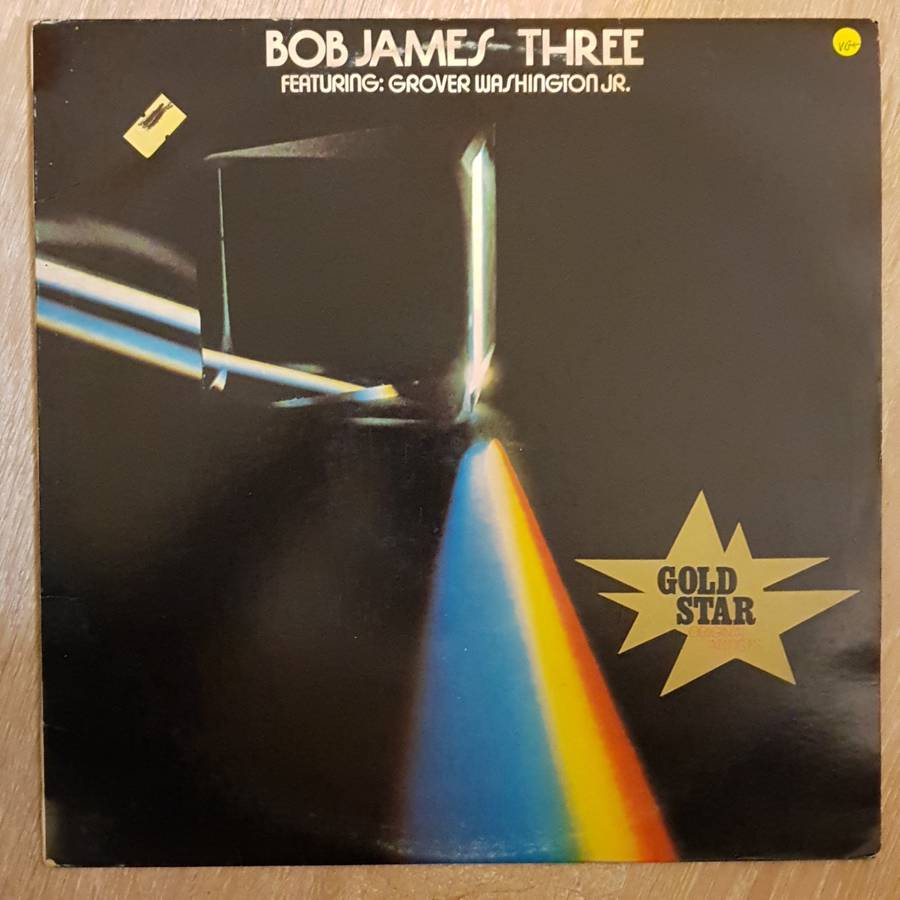 BOB JAMES THREE
FEATURING: GROVER WASHINGTON JR.
VG+
GOLD
STAR